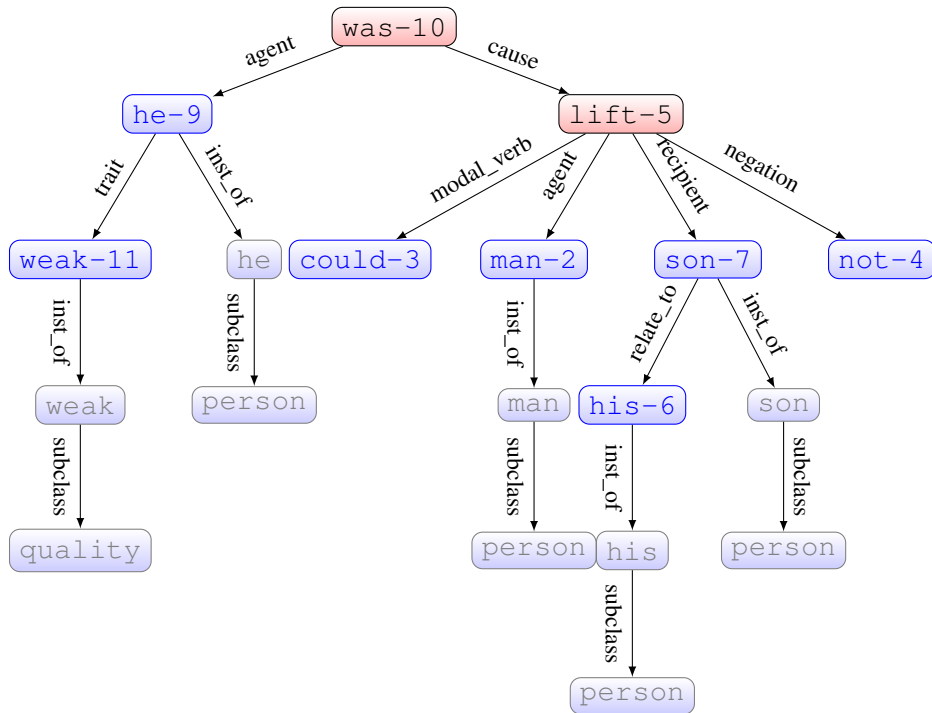 was-10
agent cause
he-9 lift-5
trait inst_of modal_verb agent recipient negation
weak-11 he could-3 man-2 son-7 not-4
inst_of subclass inst_of relate_to inst_of
weak person man his-6 son
subclass subclass inst_of subclass
quality person his person
subclass
person